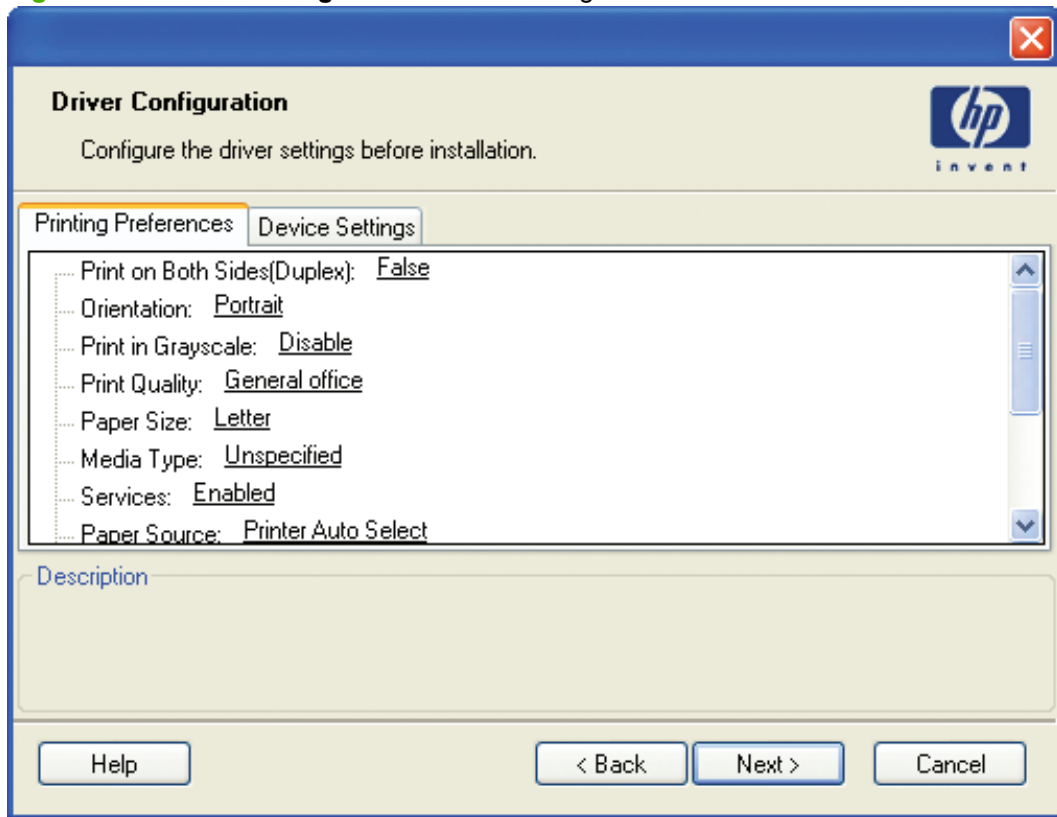 Driver Configuration
Configure the driver settings before installation.
hp
invent
Printing Preferences Device Settings
Print on Both Sides(Duplex): False
Orientation: Portrait
Print in Grayscale: Disable
Print Quality: General office
Paper Size: Letter
Media Type: Unspecified
Services: Enabled
Paper Source: Printer Auto Select
Description
Help < Back Next > Cancel